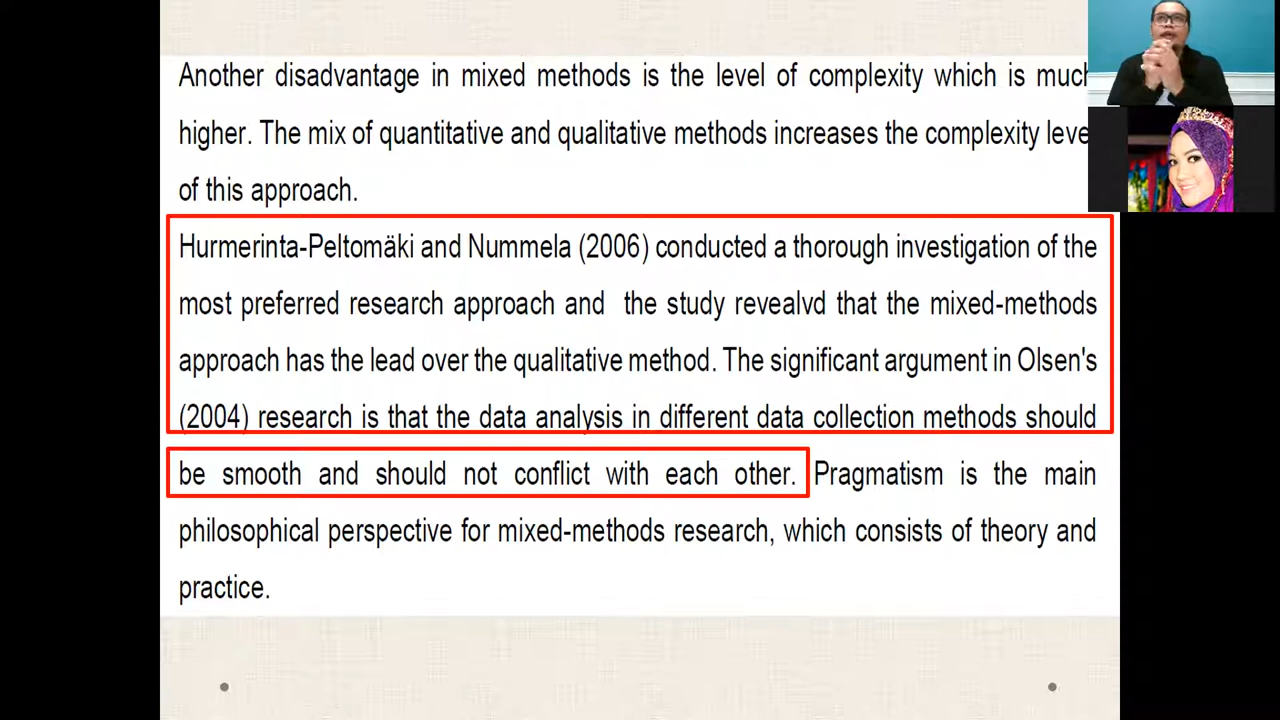 Another disadvantage in mixed methods is the level of complexity which is much
higher. The mix of quantitative and qualitative methods increases the complexity level
of this approach.
Hurmerinta-Peltomäki and Nummela (2006) conducted a thorough investigation of the
most preferred research approach and the study revealvd that the mixed-methods
approach has the lead over the qualitative method. The significant argument in Olsen's
(2004) research is that the data analysis in different data collection methods should
be smooth and should not conflict with each other. Pragmatism is the main
philosophical perspective for mixed-methods research, which consists of theory and
practice.